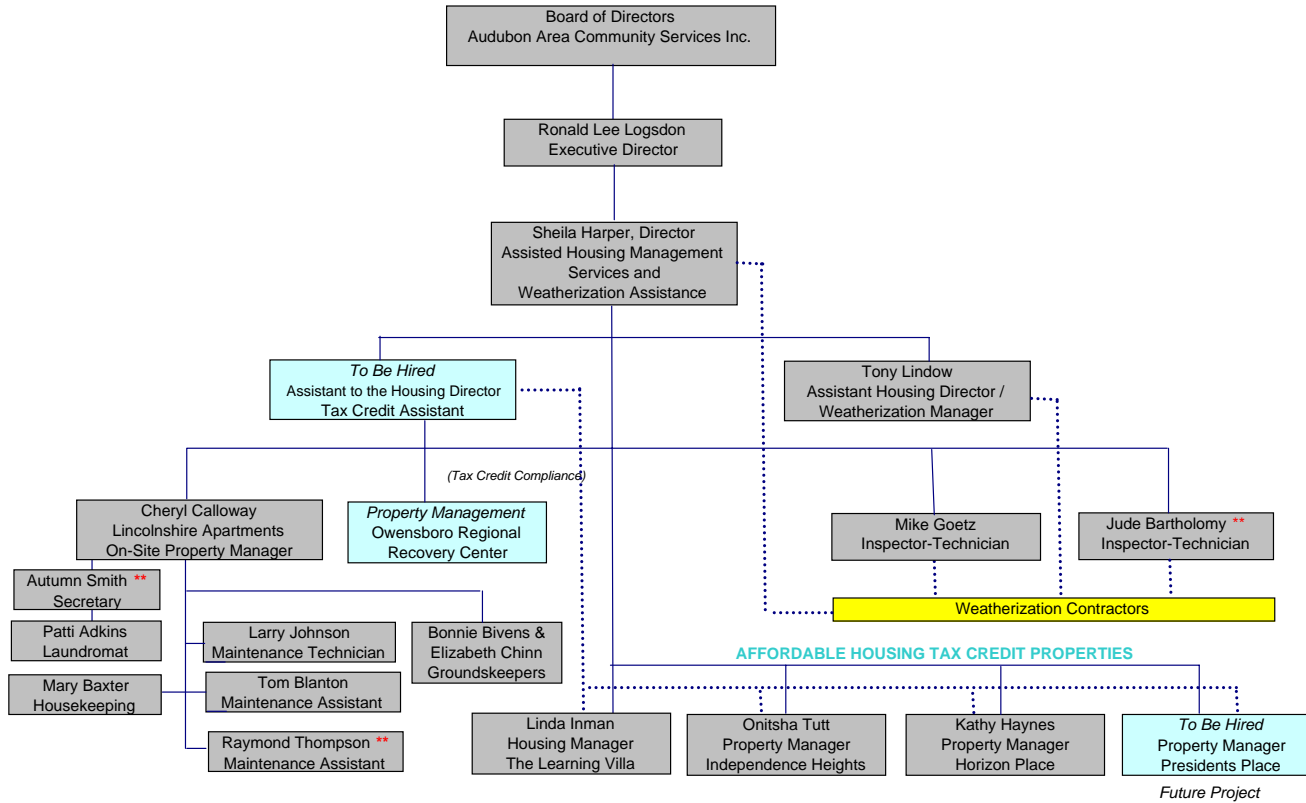 Board of Directors
Audubon Area Community Services Inc.
Ronald Lee Logsdon
Executive Director
Sheila Harper, Director
Assisted Housing Management
Services and
Weatherization Assistance
To Be Hired
Assistant to the Housing Director
Tax Credit Assistant
Tony Lindow
Assistant Housing Director /
Weatherization Manager
(Tax Credit Compliance)
Cheryl Calloway
Lincolnshire Apartments
On-Site Property Manager
Property Management
Owensboro Regional
Recovery Center
Mike Goetz
Inspector-Technician
Jude Bartholomy **
Inspector-Technician
Autumn Smith **
Secretary
Patti Adkins
Laundromat
Larry Johnson
Maintenance Technician
Bonnie Bivens &
Elizabeth Chinn
Groundskeepers
Weatherization Contractors
AFFORDABLE HOUSING TAX CREDIT PROPERTIES
Mary Baxter
Housekeeping
Tom Blanton
Maintenance Assistant
Raymond Thompson **
Maintenance Assistant
Linda Inman
Housing Manager
The Learning Villa
Onitsha Tutt
Property Manager
Independence Heights
Kathy Haynes
Property Manager
Horizon Place
To Be Hired
Property Manager
Presidents Place
Future Project